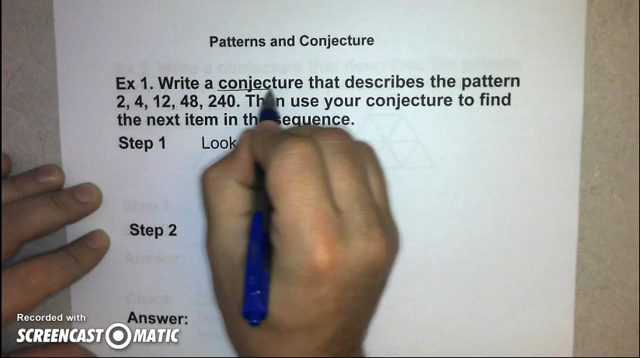 Patterns and Conjecture
Ex 1. Write a conjecture that describes the pattern
2, 4, 12, 48, 240. Then use your conjecture to find
the next item in the sequence.
Step 1 Look
Step 2
Answer:
Recorded with
SCREENCAST MATIC